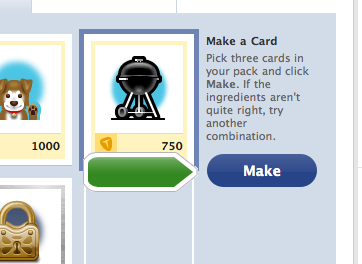 Make a Card
Pick three cards in
your pack and click
Make. If the
ingredients aren't
quite right, try
another
combination.
1000
750
Make